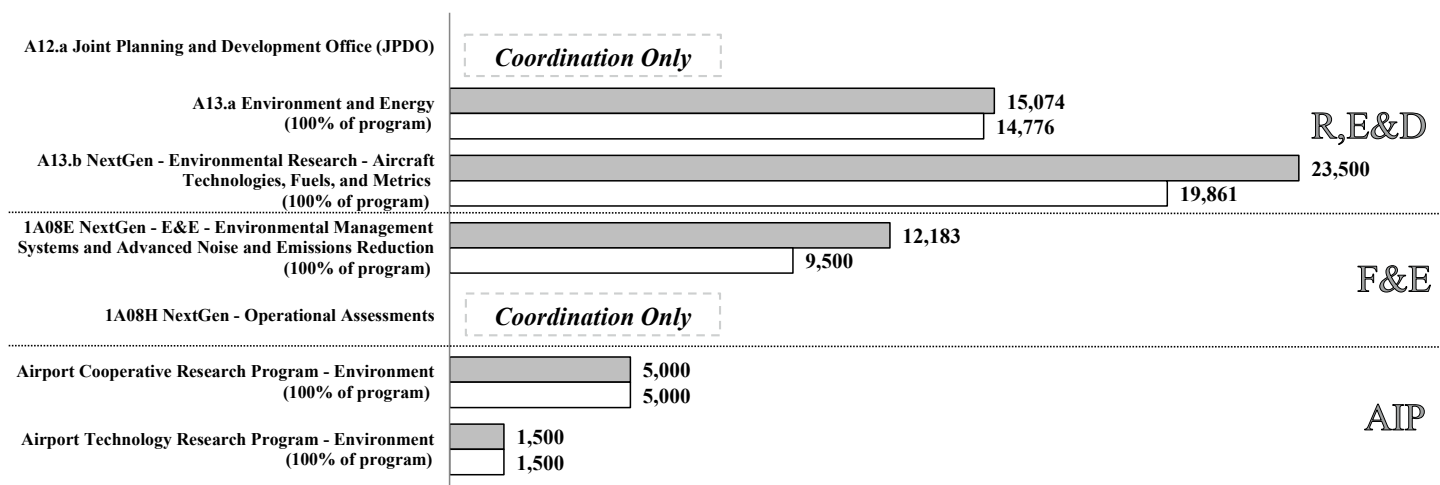 A12.a Joint Planning and Development Office (JPDO)
Coordination Only
A13.a Environment and Energy
(100% of program)
15,074
14,776
R,E&D
A13.b NextGen - Environmental Research - Aircraft
Technologies, Fuels, and Metrics
(100% of program)
23,500
19,861
1A08E NextGen - E&E - Environmental Management
Systems and Advanced Noise and Emissions Reduction
(100% of program)
12,183
9,500
F&E
1A08H NextGen - Operational Assessments
Coordination Only
Airport Cooperative Research Program - Environment
(100% of program)
5,000
5,000
AIP
Airport Technology Research Program - Environment
(100% of program)
1,500
1,500